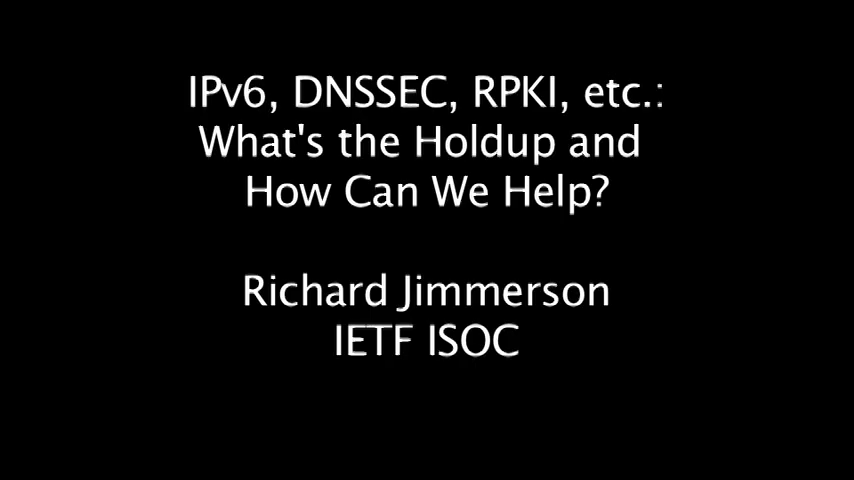 IPv6, DNSSEC, RPKI, etc.:
What's the Holdup and
How Can We Help?
Richard Jimmerson
IETF ISOC